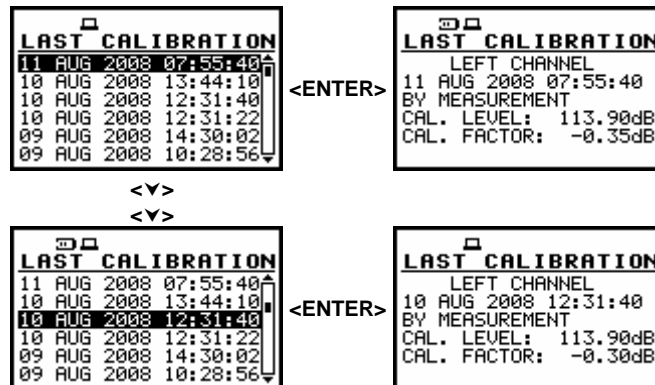 LAST CALIBRATION
11 AUG 2008 07:55:40
10 AUG 2008 13:44:10
10 AUG 2008 12:31:40
10 AUG 2008 12:31:22
09 AUG 2008 14:30:02
09 AUG 2008 10:28:56
<ENTER>
LAST CALIBRATION
LEFT CHANNEL
11 AUG 2008 07:55:40
BY MEASUREMENT
CAL. LEVEL: 113.90dB
CAL. FACTOR: -0.35dB
<˅>
<˅>
LAST CALIBRATION
11 AUG 2008 07:55:40
10 AUG 2008 13:44:10
10 AUG 2008 12:31:40
10 AUG 2008 12:31:22
09 AUG 2008 14:30:02
09 AUG 2008 10:28:56
<ENTER>
LAST CALIBRATION
LEFT CHANNEL
10 AUG 2008 12:31:40
BY MEASUREMENT
CAL. LEVEL: 113.90dB
CAL. FACTOR: -0.30dB